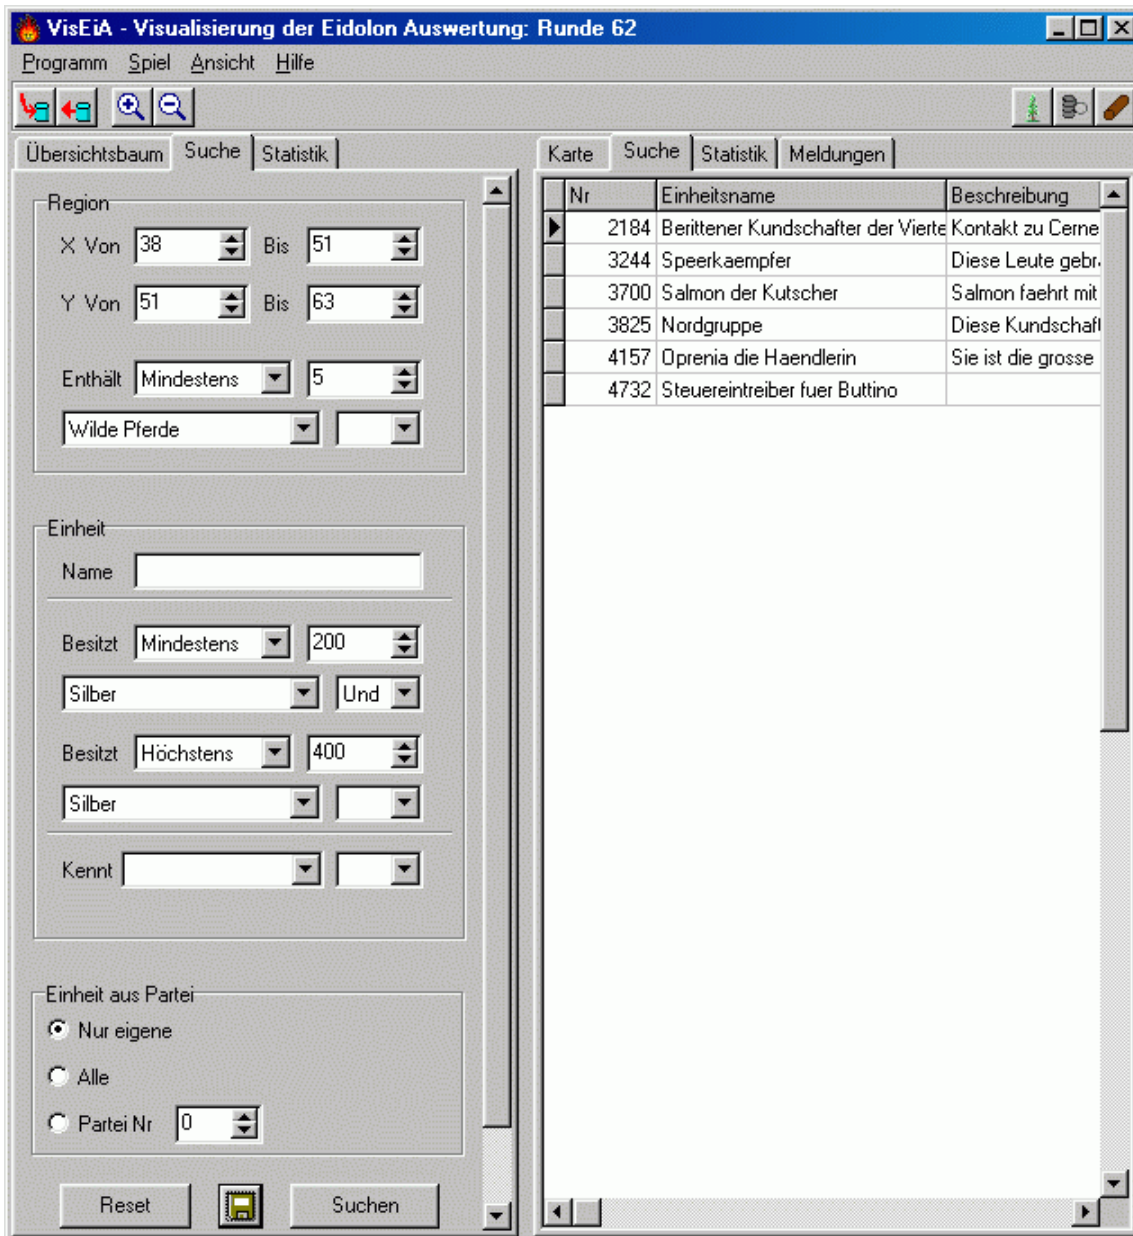 VisEiA - Visualisierung der Eidolon Auswertung: Runde 62
Programm Spiel Ansicht Hilfe
Übersichtsbaum Suche Statistik
Region
X Von 38 Bis 51
Y Von 51 Bis 63
Enthält Mindestens 5
Wilde Pferde
Einheit
Name
Besitzt Mindestens 200
Silber Und
Besitzt Höchstens 400
Silber
Kennt
Einheit aus Partei
Nur eigene
Alle
Partei Nr 0
Reset Suchen
Karte Suche Statistik Meldungen
Nr Einheitsname Beschreibung
2184 Berittener Kundschafter der Vierte Kontakt zu Cerne
3244 Speerkaempfer Diese Leute gebr
3700 Salmon der Kutscher Salmon faehrt mit
3825 Nordgruppe Diese Kundschaft
4157 Oprenia die Haendlerin Sie ist die grosse
4732 Steuereintreiber fuer Buttino